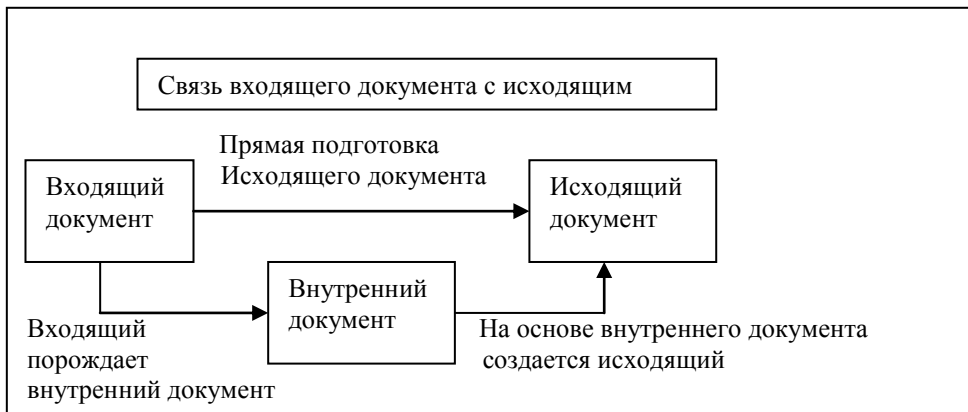 Связь входящего документа с исходящим
Прямая подготовка
Исходящего документа
Входящий
документ
Исходящий
документ
Внутренний
документ
Входящий
порождает
внутренний документ
На основе внутреннего документа
создается исходящий